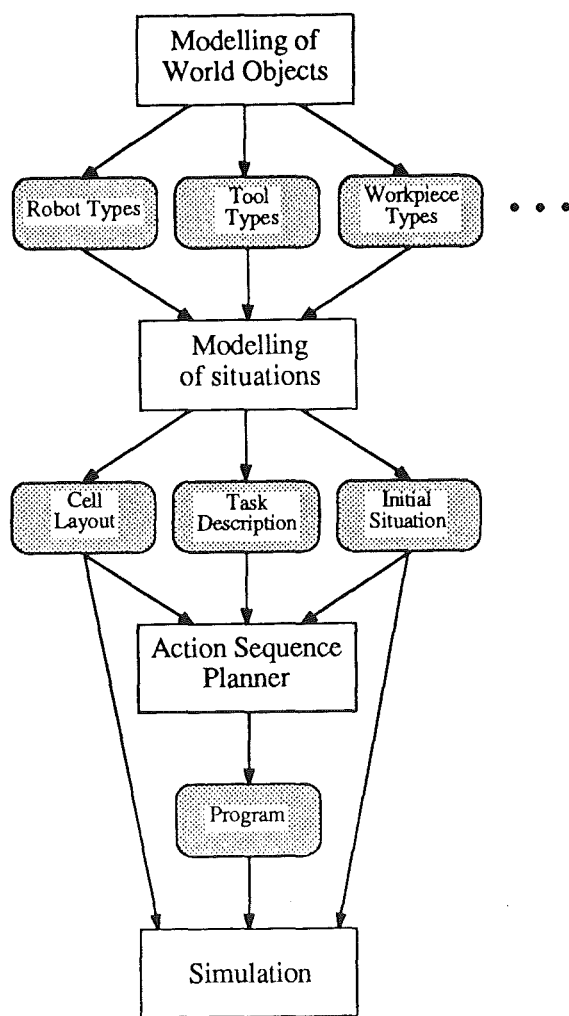 Modelling of
World Objects
Robot Types
Tool
Types
Workpiece
Types
• • •
Modelling
of situations
Cell
Layout
Task
Description
Initial
Situation
Action Sequence
Planner
Program
Simulation